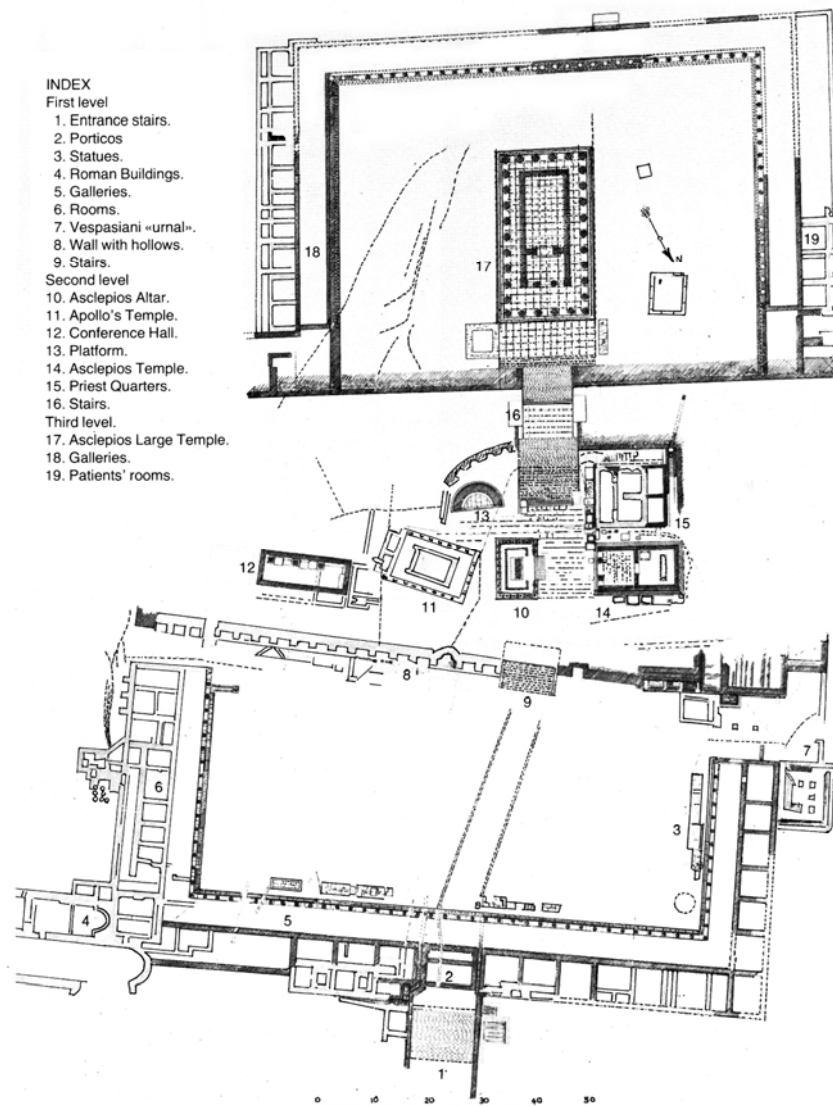 INDEX
First level
1. Entrance stairs.
2. Porticos
3. Statues.
4. Roman Buildings.
5. Galleries.
6. Rooms.
7. Vespasiani «urnal».
8. Wall with hollows.
9. Stairs.
Second level
10. Asclepios Altar.
11. Apollo's Temple.
12. Conference Hall.
13. Platform.
14. Asclepios Temple.
15. Priest Quarters.
16. Stairs.
Third level.
17. Asclepios Large Temple.
18. Galleries.
19. Patients' rooms.
18
17
N
19
16
13
15
12
11
10
14
8
9
7
6
3
4
5
2
1
0 10 20 30 40 50